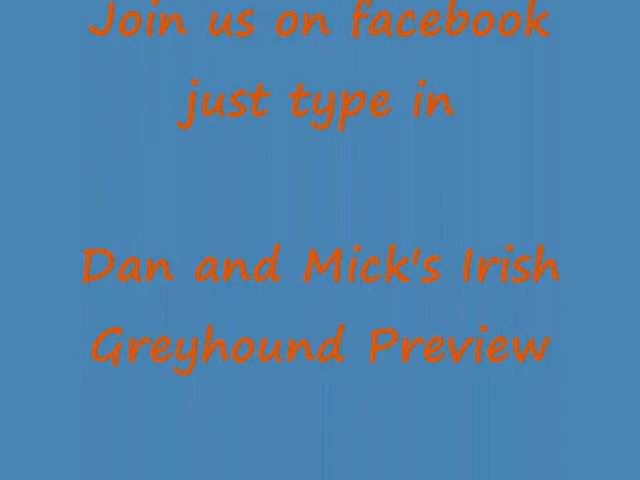 Join us on facebook
just type in
Dan and Mick's Irish
Greyhound Preview